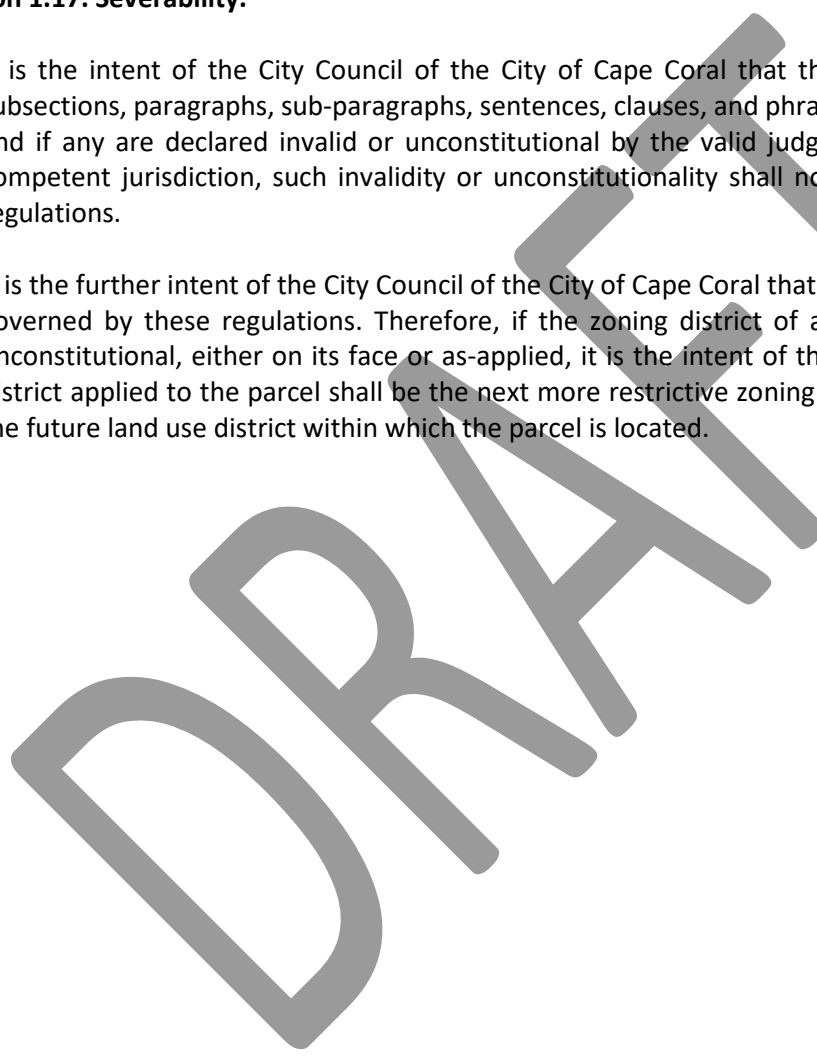 on 1.17. Severability.
is the intent of the City Council of the City of Cape Coral that th
ubsections, paragraphs, sub-paragraphs, sentences, clauses, and phra
nd if any are declared invalid or unconstitutional by the valid judg
ompetent jurisdiction, such invalidity or unconstitutionality shall no
egulations.
is the further intent of the City Council of the City of Cape Coral that
overned by these regulations. Therefore, if the zoning district of a
nconstitutional, either on its face or as-applied, it is the intent of th
istrict applied to the parcel shall be the next more restrictive zoning
he future land use district within which the parcel is located.
DRAFT